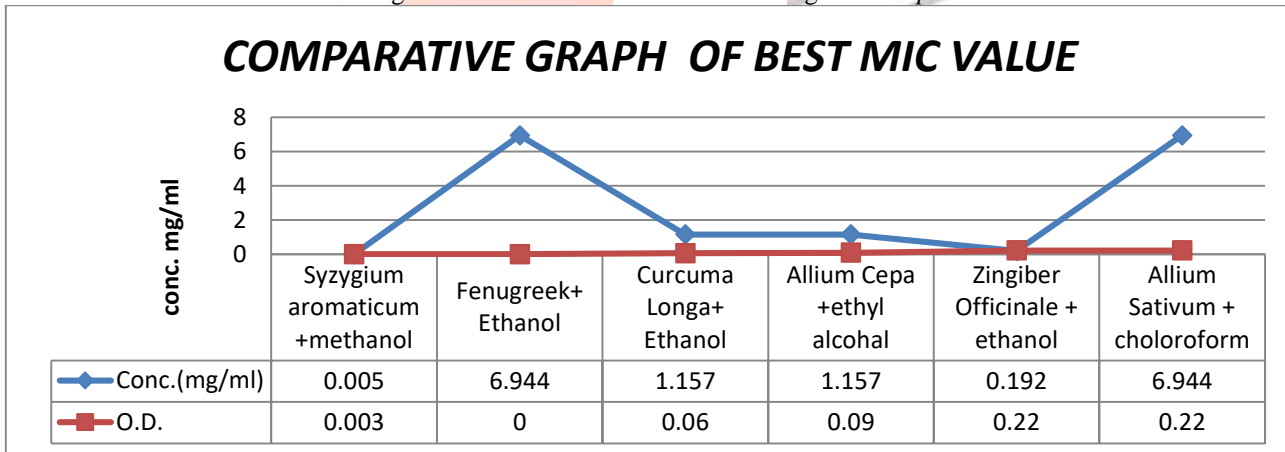 COMPARATIVE GRAPH OF BEST MIC VALUE
conc. mg/ml
8
6
4
2
0
Syzygium aromaticum +methanol
Fenugreek+ Ethanol
Curcuma Longa+ Ethanol
Allium Cepa +ethyl alcohal
Zingiber Officinale + ethanol
Allium Sativum + choloroform
Conc.(mg/ml) 0.005 6.944 1.157 1.157 0.192 6.944
O.D. 0.003 0 0.06 0.09 0.22 0.22